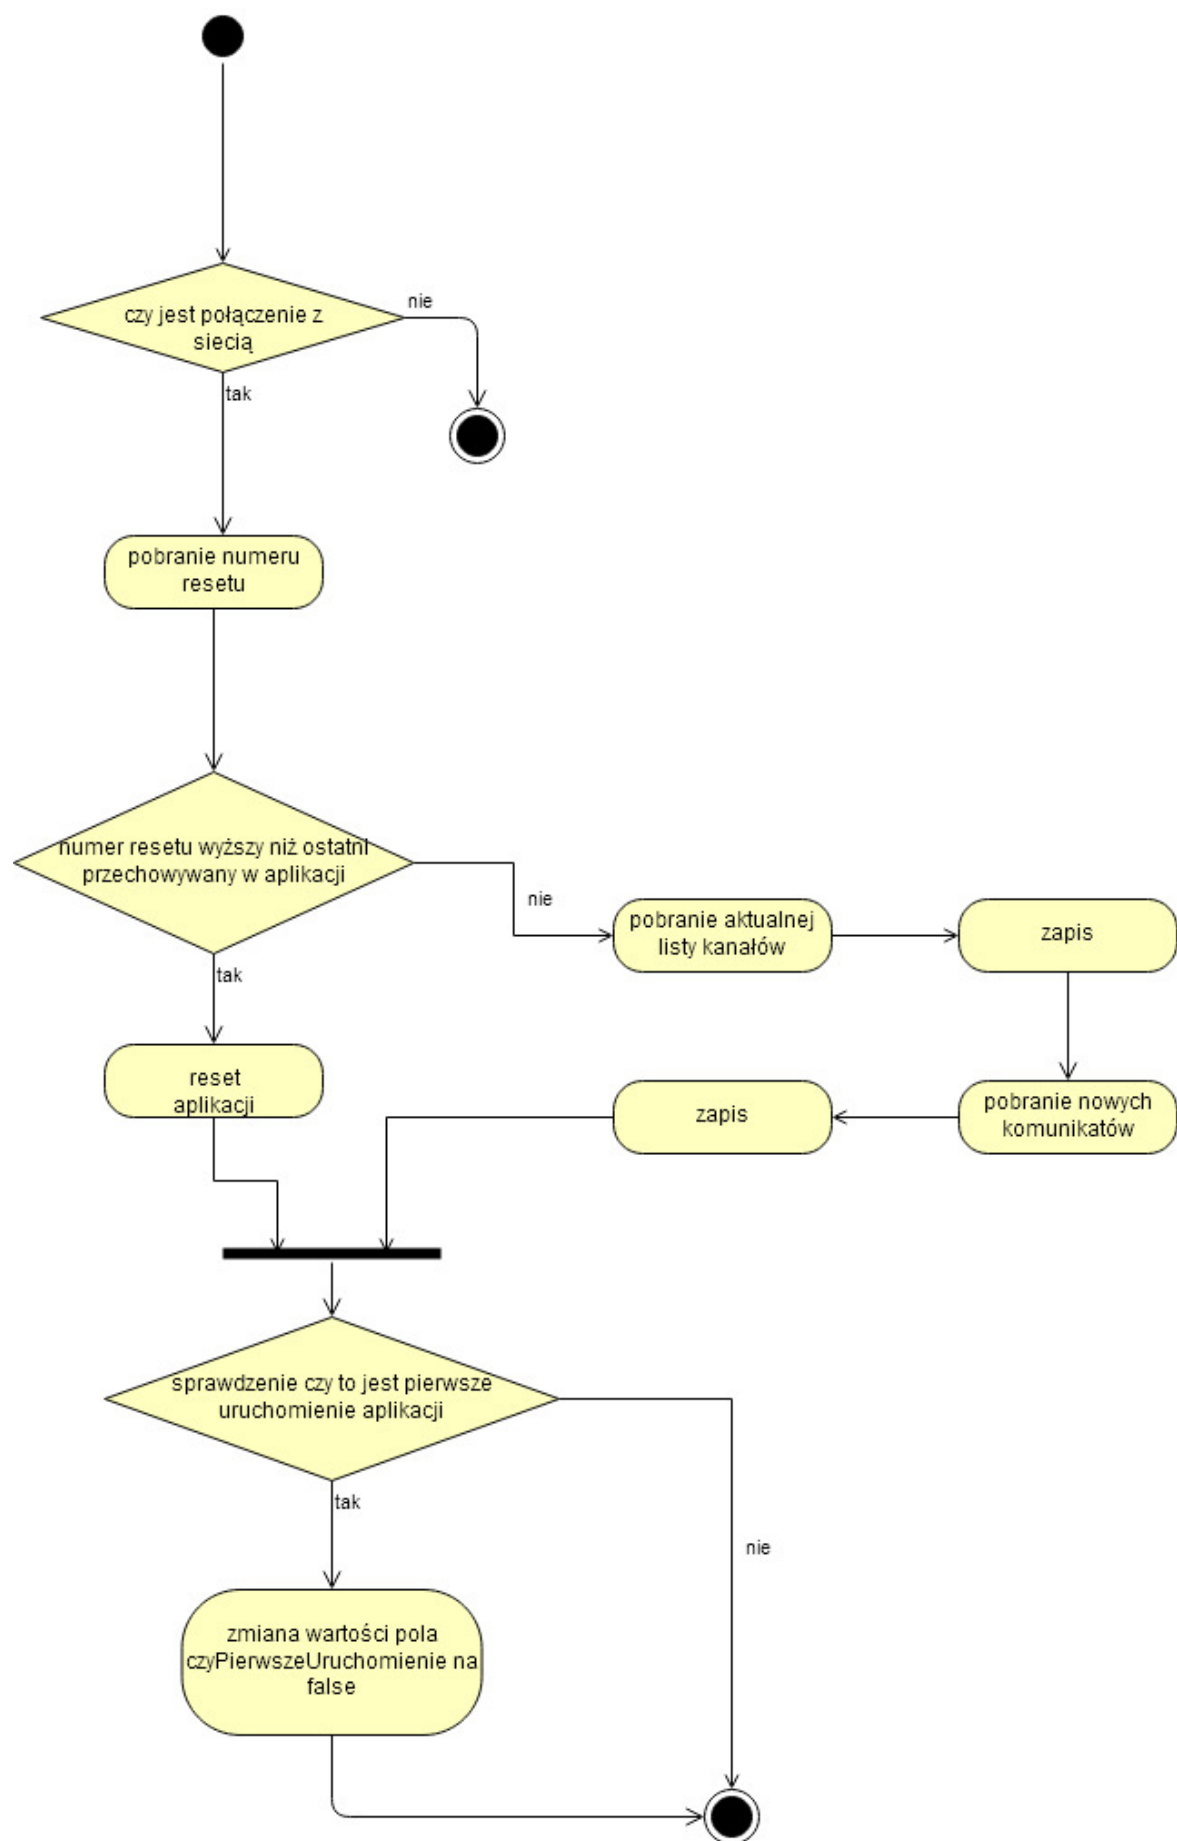 czy jest połączenie z
siecią
nie
tak
pobranie numeru
resetu
numer resetu wyższy niż ostatni
przechowywany w aplikacji
nie
tak
pobranie aktualnej
listy kanałów
zapis
reset
aplikacji
zapis
pobranie nowych
komunikatów
sprawdzenie czy to jest pierwsze
uruchomienie aplikacji
tak
nie
zmiana wartości pola
czyPierwszeUruchomienie na
false